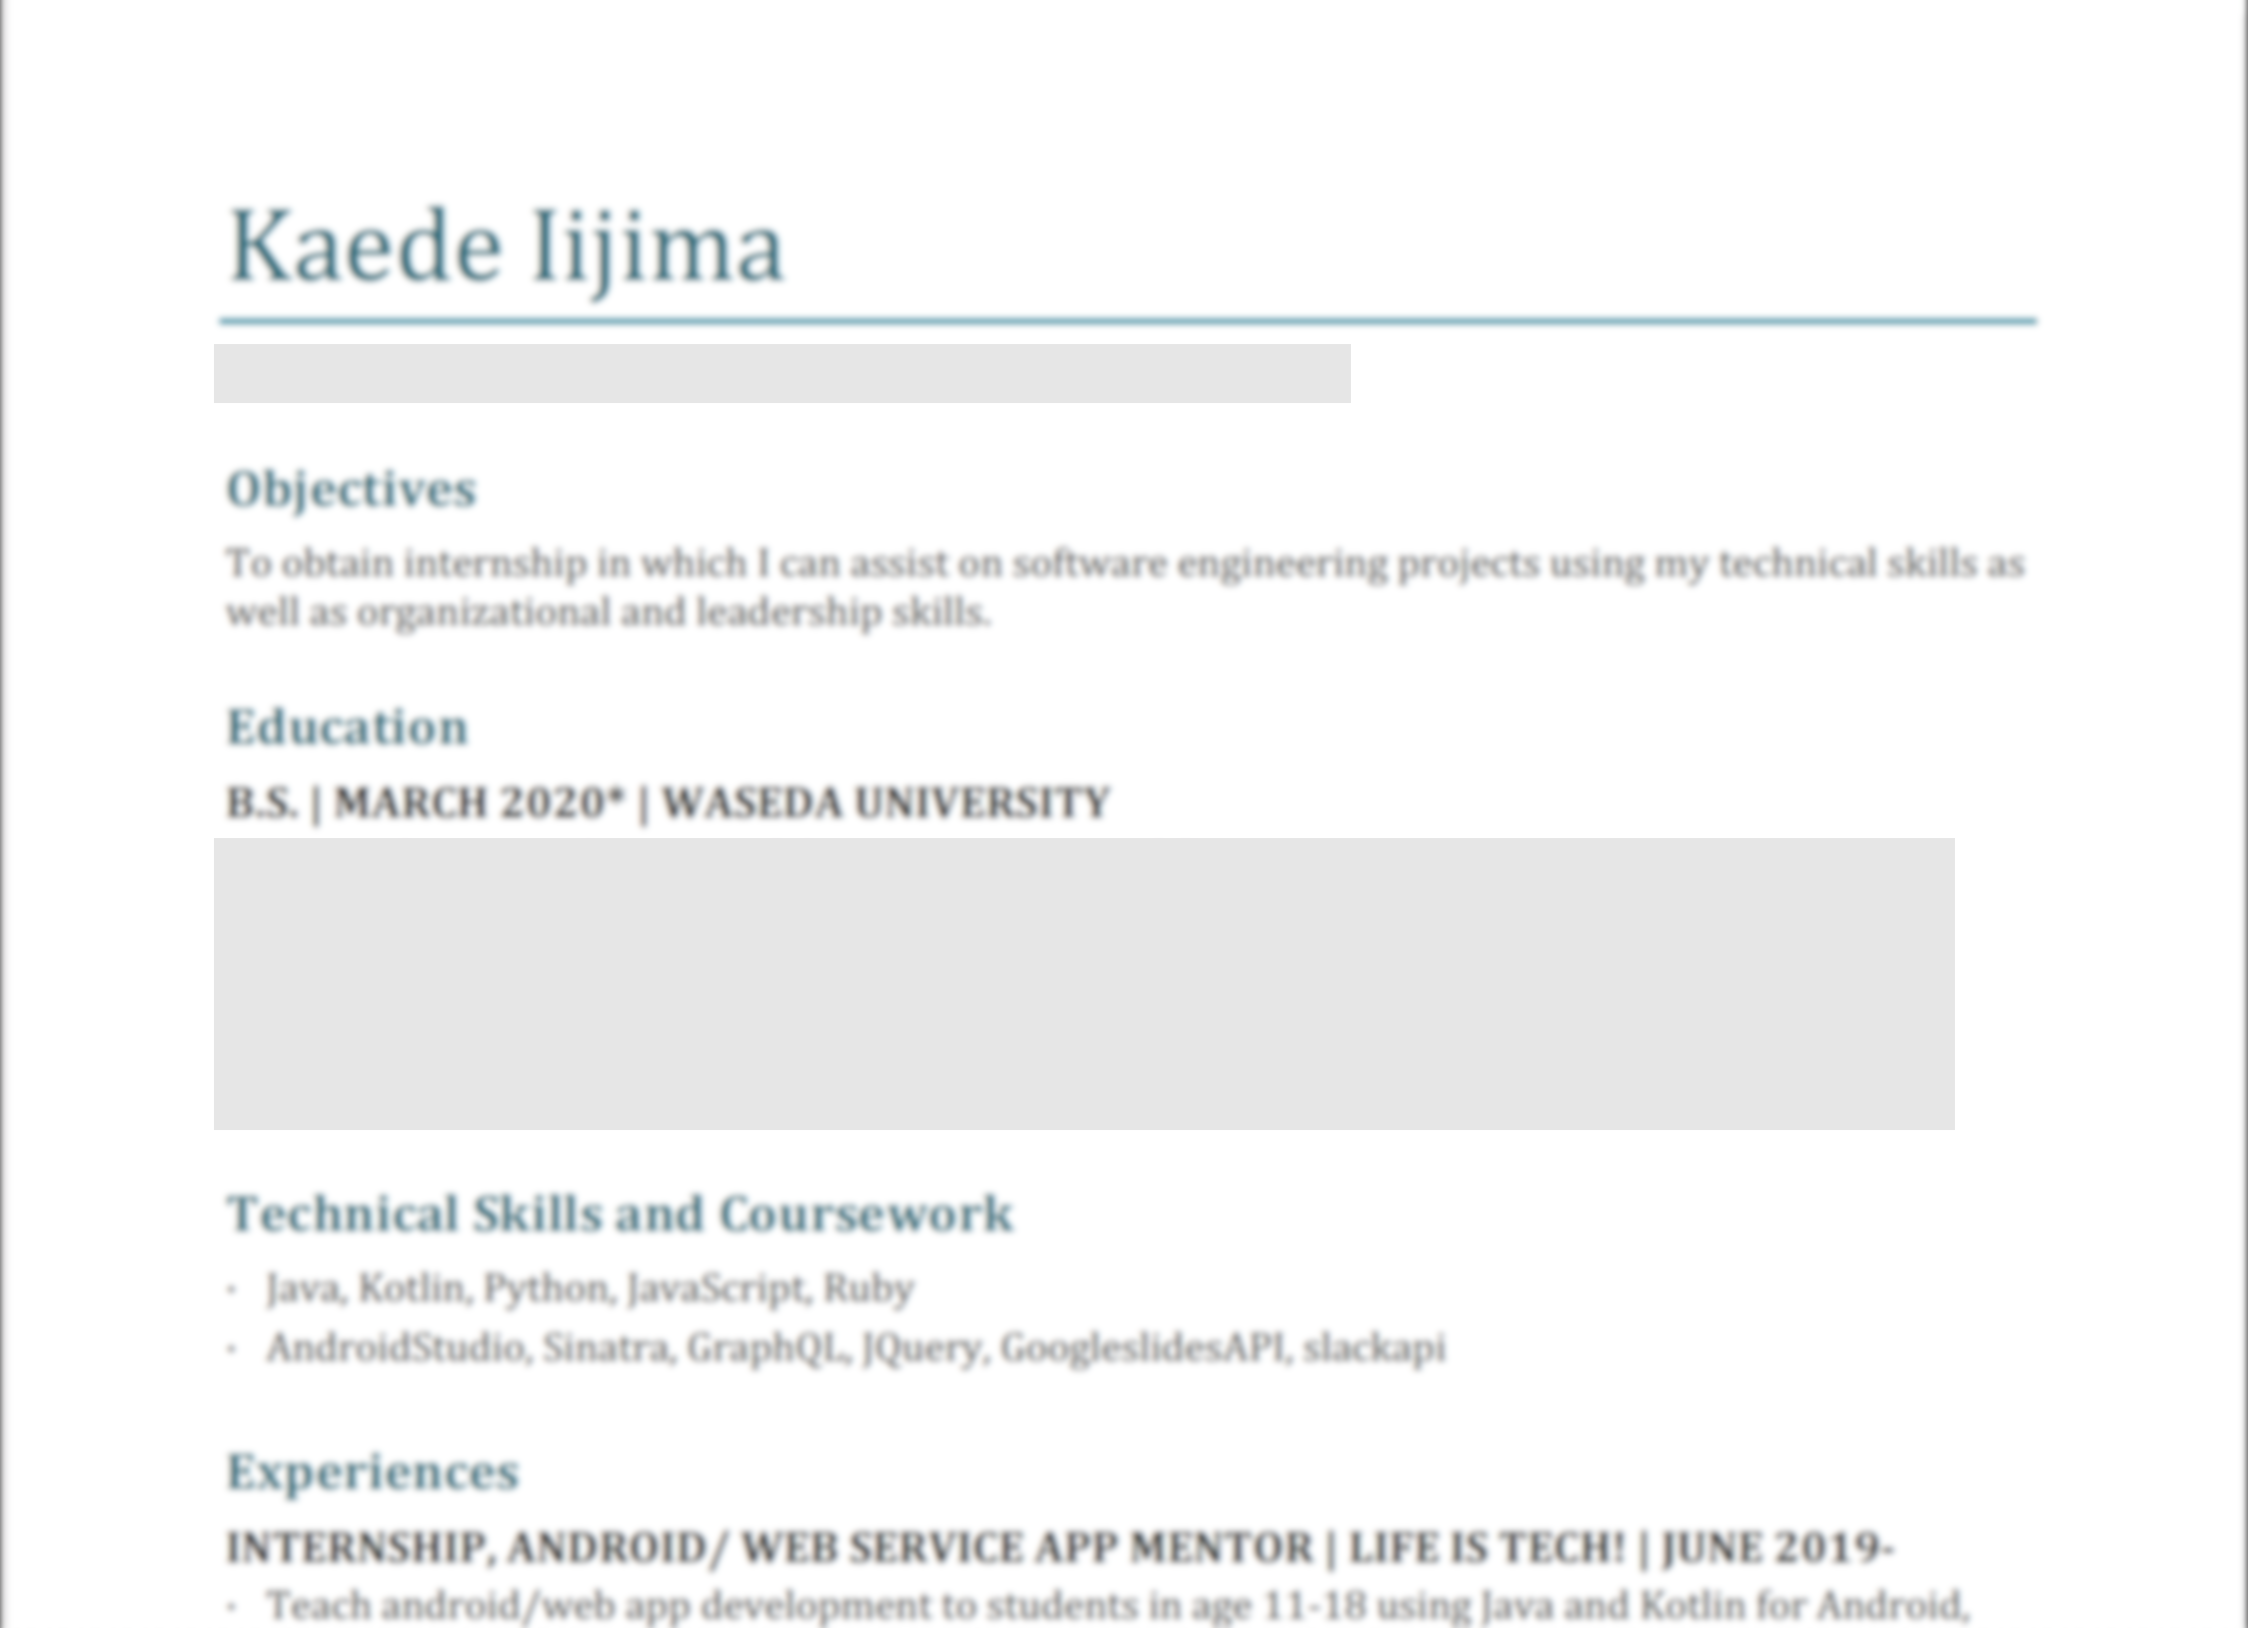 Kaede Iijima
Objectives
To obtain internship in which I can assist on software engineering projects using my technical skills as
well as organizational and leadership skills.
Education
B.S. | MARCH 2020* | WASEDA UNIVERSITY
Technical Skills and Coursework
· Java, Kotlin, Python, JavaScript, Ruby
· AndroidStudio, Sinatra, GraphQL, JQuery, GoogleslidesAPI, slackapi
Experiences
INTERNSHIP, ANDROID/ WEB SERVICE APP MENTOR | LIFE IS TECH! | JUNE 2019-
· Teach android/web app development to students in age 11-18 using Java and Kotlin for Android,